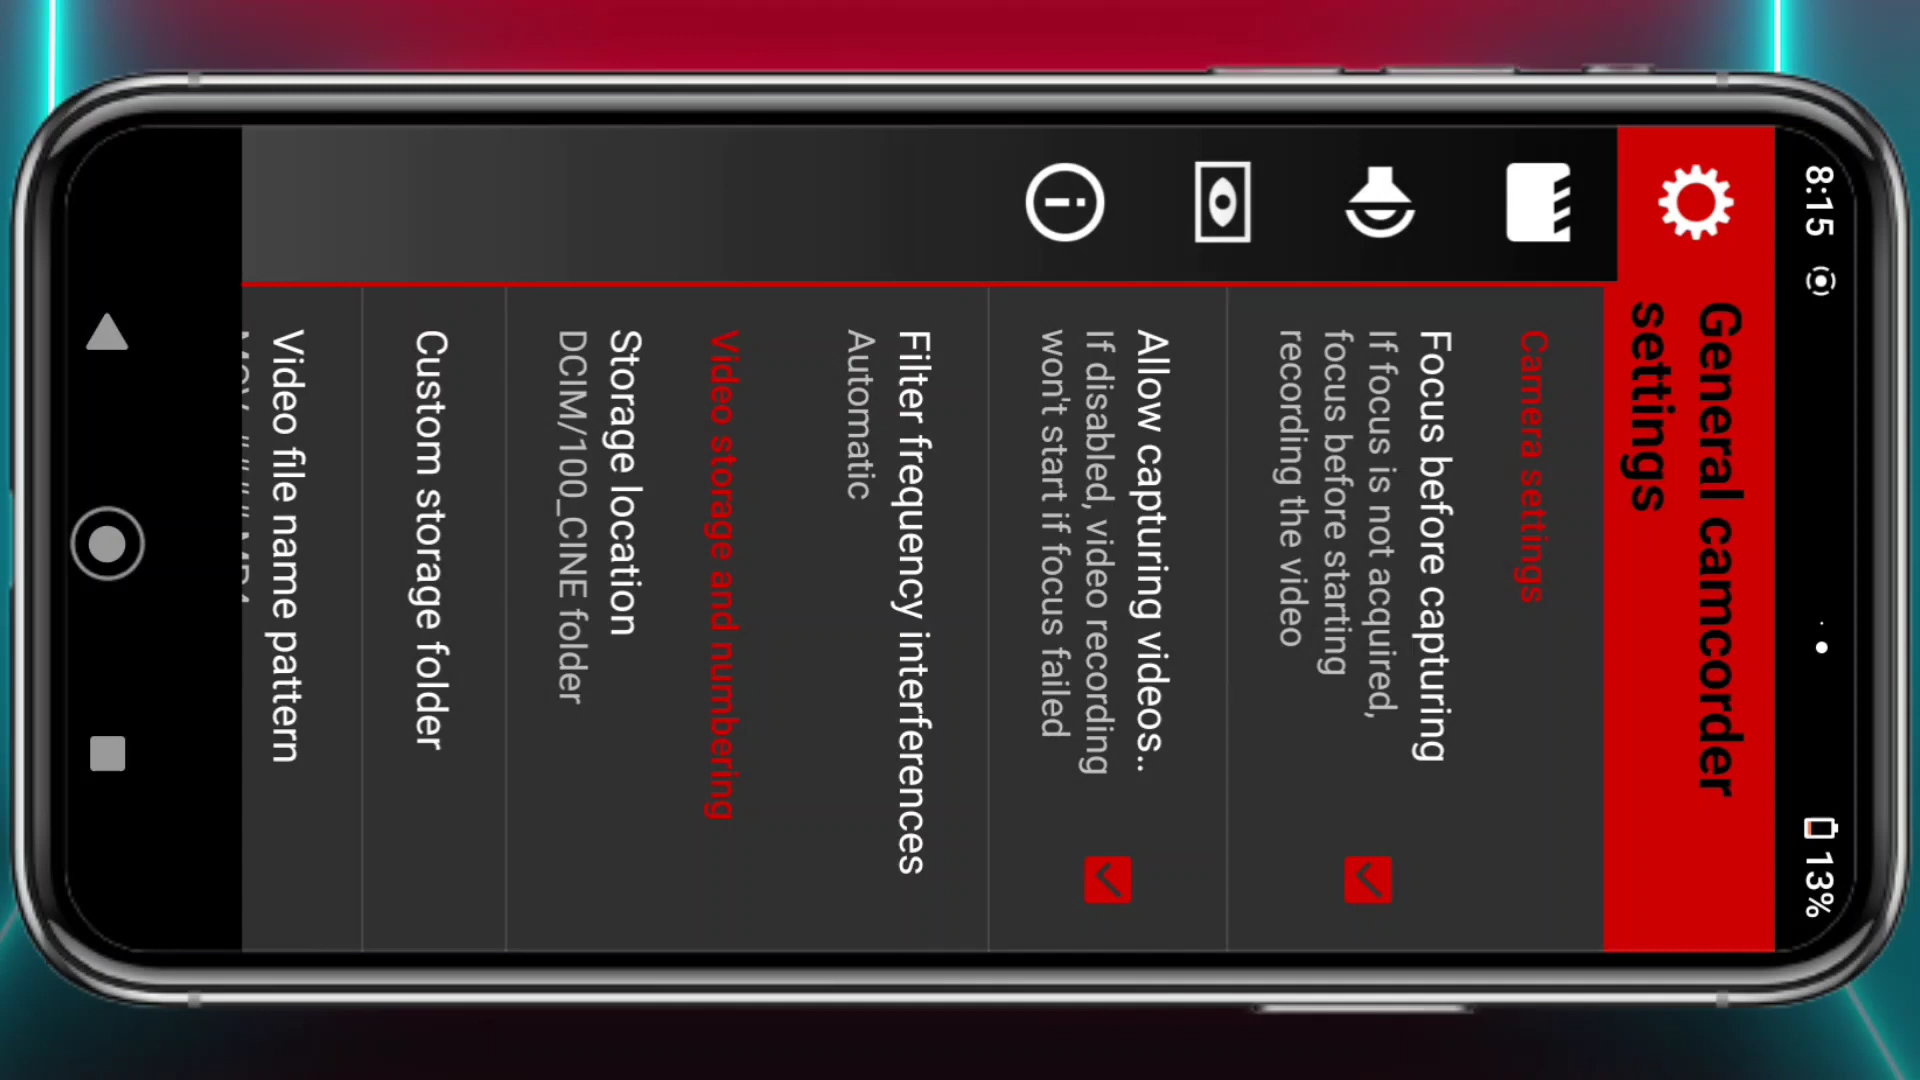 8:15
13%
General camcorder
settings
Camera settings
Focus before capturing
If focus is not acquired,
focus before starting
recording the video
Allow capturing videos..
If disabled, video recording
won't start if focus failed
Filter frequency interferences
Automatic
Video storage and numbering
Storage location
DCIM/100_CINE folder
Custom storage folder
Video file name pattern